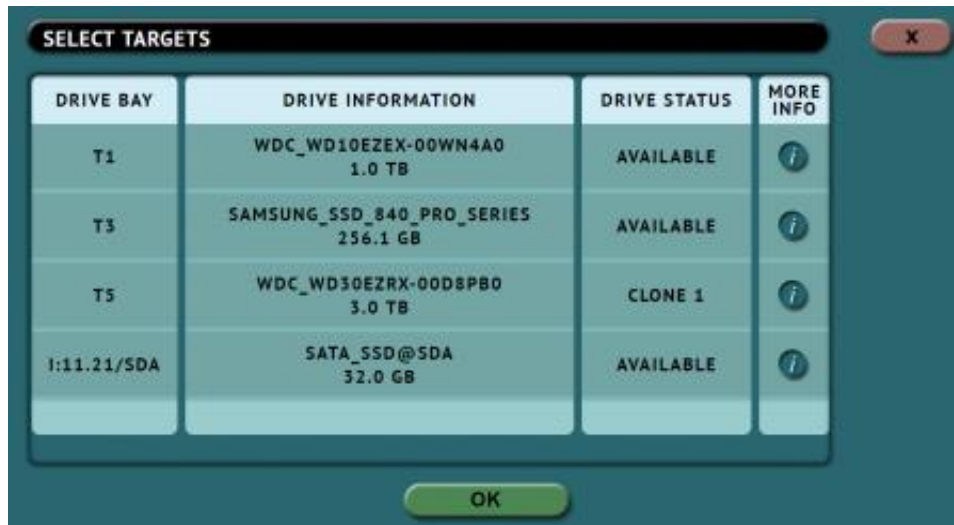 SELECT TARGETS
X
DRIVE BAY DRIVE INFORMATION DRIVE STATUS MORE INFO
T1 WDC_WD10EZEX-00WN4A0 1.0 TB AVAILABLE i
T3 SAMSUNG_SSD_840_PRO_SERIES 256.1 GB AVAILABLE i
T5 WDC_WD30EZRX-00D8PB0 3.0 TB CLONE 1 i
I:11.21/SDA SATA_SSD@SDA 32.0 GB AVAILABLE i
OK